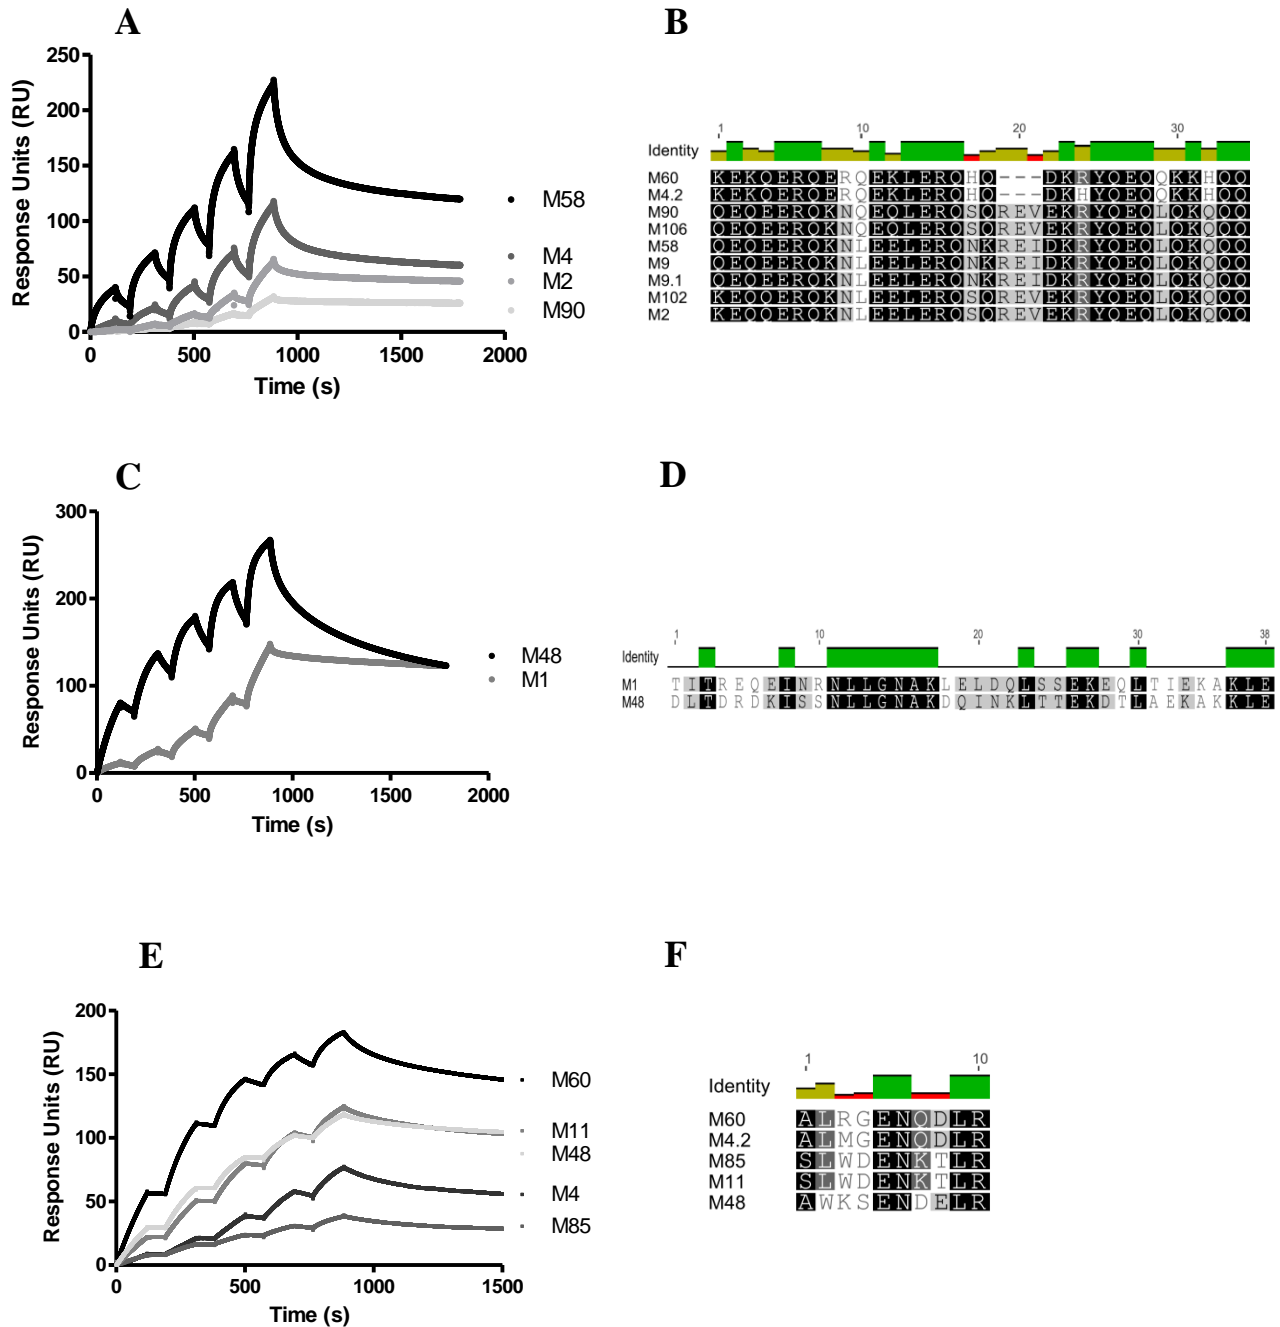 A
250
200
150
100
50
0
Response Units (RU)
0 500 1000 1500 2000
Time (s)
M58
M4
M2
M90
B
1 10 20 30
Identity
M60 KEKQERQERQEKLERQHQ---DKRYQEQQKKHQQ
M4.2 KEKQERQERQEKLERQHQ---DKHYQEQQKKHQQ
M90 QEQEERQKNQEQLERQSQREVEKRYQEQLQKQQQ
M106 QEQEERQKNQEQLERQSQREVEKRYQEQLQKQQQ
M58 QEQEERQKNLEELERQNKREIDKRYQEQLQKQQQ
M9 QEQEERQKNLEELERQNKREIDKRYQEQLQKQQQ
M9.1 QEQEERQKNLEELERQNKREIDKRYQEQLQKQQQ
M102 KEQQERQKNLEELERQSQREVEKRYQEQLQKQQQ
M2 KEQQERQKNLEELERQSQREVEKRYQEQLQKQQQ
C
300
200
100
0
Response Units (RU)
0 500 1000 1500 2000
Time (s)
M48
M1
D
1 10 20 30 38
Identity
M1 TITREQEINRNLLGNAKLELDQLSSEKEQLTIEKAKLE
M48 DLTDRDKISSNLLGNAKDQINKLTTEKDTLAEKAKKLE
E
200
150
100
50
0
Response Units (RU)
0 500 1000 1500
Time (s)
M60
M11
M48
M4
M85
F
1 10
Identity
M60 ALRGENQDLR
M4.2 ALMGENQDLR
M85 SLWDENKTLR
M11 SLWDENKTLR
M48 AWKSENDELR